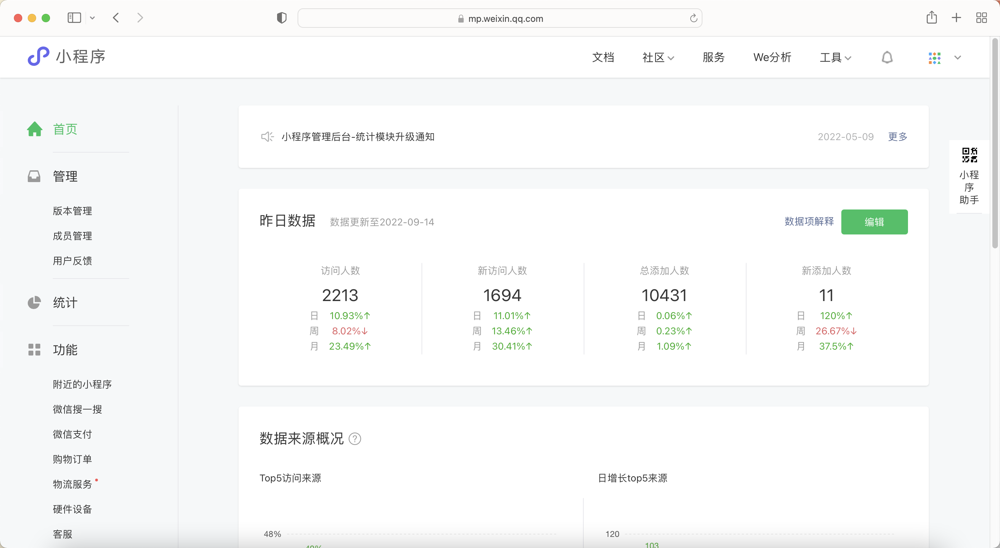 mp.weixin.qq.com
小程序
文档 社区 服务 We分析 工具
首页
管理
版本管理
成员管理
用户反馈
统计
功能
附近的小程序
微信搜一搜
微信支付
购物订单
物流服务
硬件设备
客服
小程序管理后台-统计模块升级通知 2022-05-09 更多
昨日数据 数据更新至2022-09-14 数据项解释 编辑
访问人数 新访问人数 总添加人数 新添加人数
2213 1694 10431 11
日 10.93%↑ 日 11.01%↑ 日 0.06%↑ 日 120%↑
周 8.02%↓ 周 13.46%↑ 周 0.23%↑ 周 26.67%↓
月 23.49%↑ 月 30.41%↑ 月 1.09%↑ 月 37.5%↑
数据来源概况 ?
Top5访问来源 日增长top5来源
48% 120
103
小程
序
助手